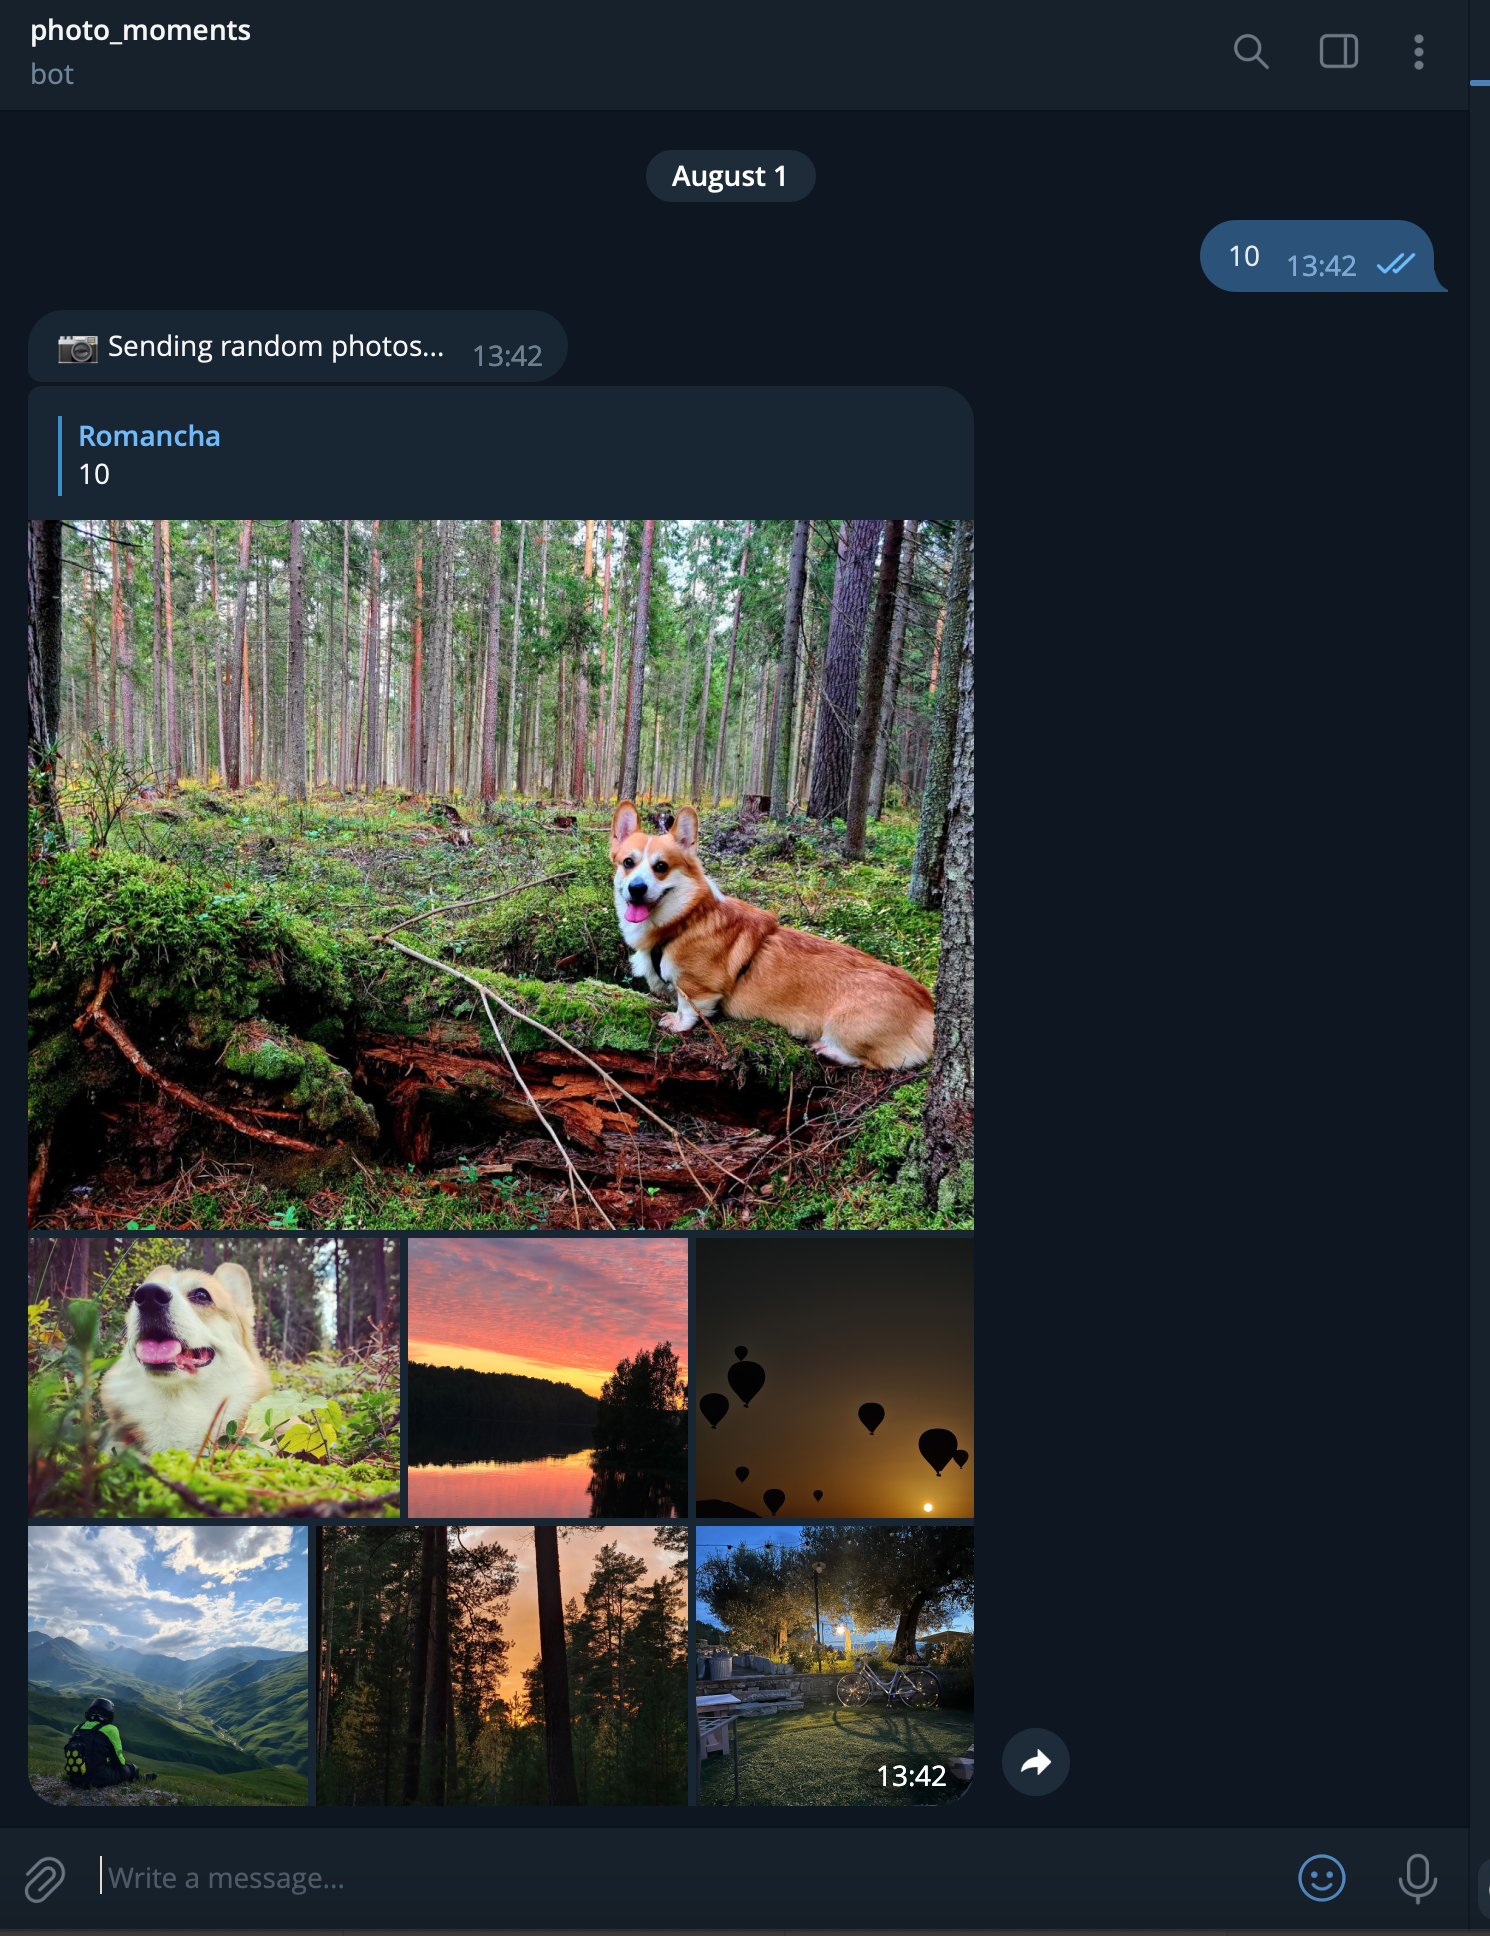 photo_moments
bot
August 1
10 13:42
Sending random photos... 13:42
Romancha
10
13:42
Write a message...